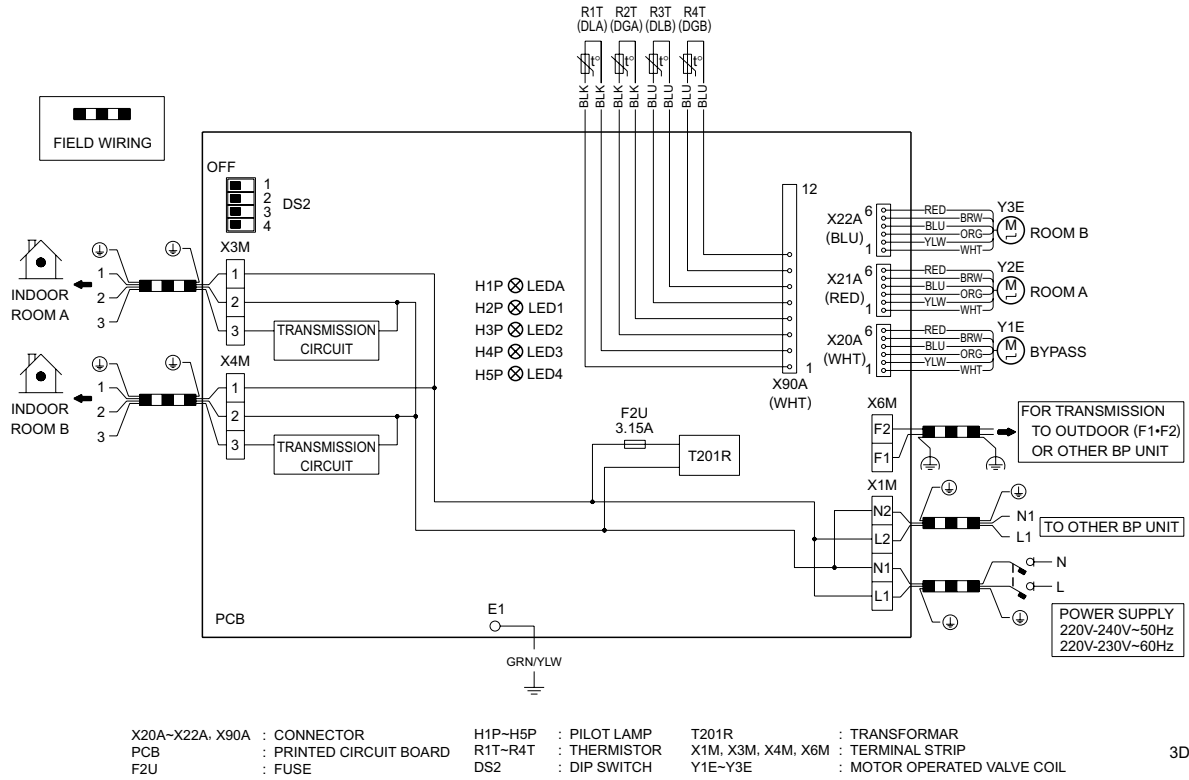 R1T R2T R3T R4T
(DLA) (DGA) (DLB) (DGB)
t° t° t° t°
BLK BLK BLK BLK BLU BLU BLU BLU
FIELD WIRING
OFF
1
2
3
4
DS2
X3M
1
2
3
TRANSMISSION
CIRCUIT
INDOOR
ROOM A
1
2
3
X4M
1
2
3
TRANSMISSION
CIRCUIT
INDOOR
ROOM B
1
2
3
H1P LEDA
H2P LED1
H3P LED2
H4P LED3
H5P LED4
12
1
X90A
(WHT)
X22A
(BLU)
6
1
RED
BRW
BLU
ORG
YLW
WHT
Y3E
M
ROOM B
X21A
(RED)
6
1
RED
BRW
BLU
ORG
YLW
WHT
Y2E
M
ROOM A
X20A
(WHT)
6
1
RED
BRW
BLU
ORG
YLW
WHT
Y1E
M
BYPASS
F2U
3.15A
T201R
X6M
F2
F1
FOR TRANSMISSION
TO OUTDOOR (F1•F2)
OR OTHER BP UNIT
X1M
N2
L2
N1
L1
N1
L1
TO OTHER BP UNIT
N
L
POWER SUPPLY
220V-240V~50Hz
220V-230V~60Hz
PCB
E1
GRN/YLW
X20A~X22A, X90A : CONNECTOR
PCB : PRINTED CIRCUIT BOARD
F2U : FUSE
H1P~H5P : PILOT LAMP
R1T~R4T : THERMISTOR
DS2 : DIP SWITCH
T201R : TRANSFORMAR
X1M, X3M, X4M, X6M : TERMINAL STRIP
Y1E~Y3E : MOTOR OPERATED VALVE COIL
3D